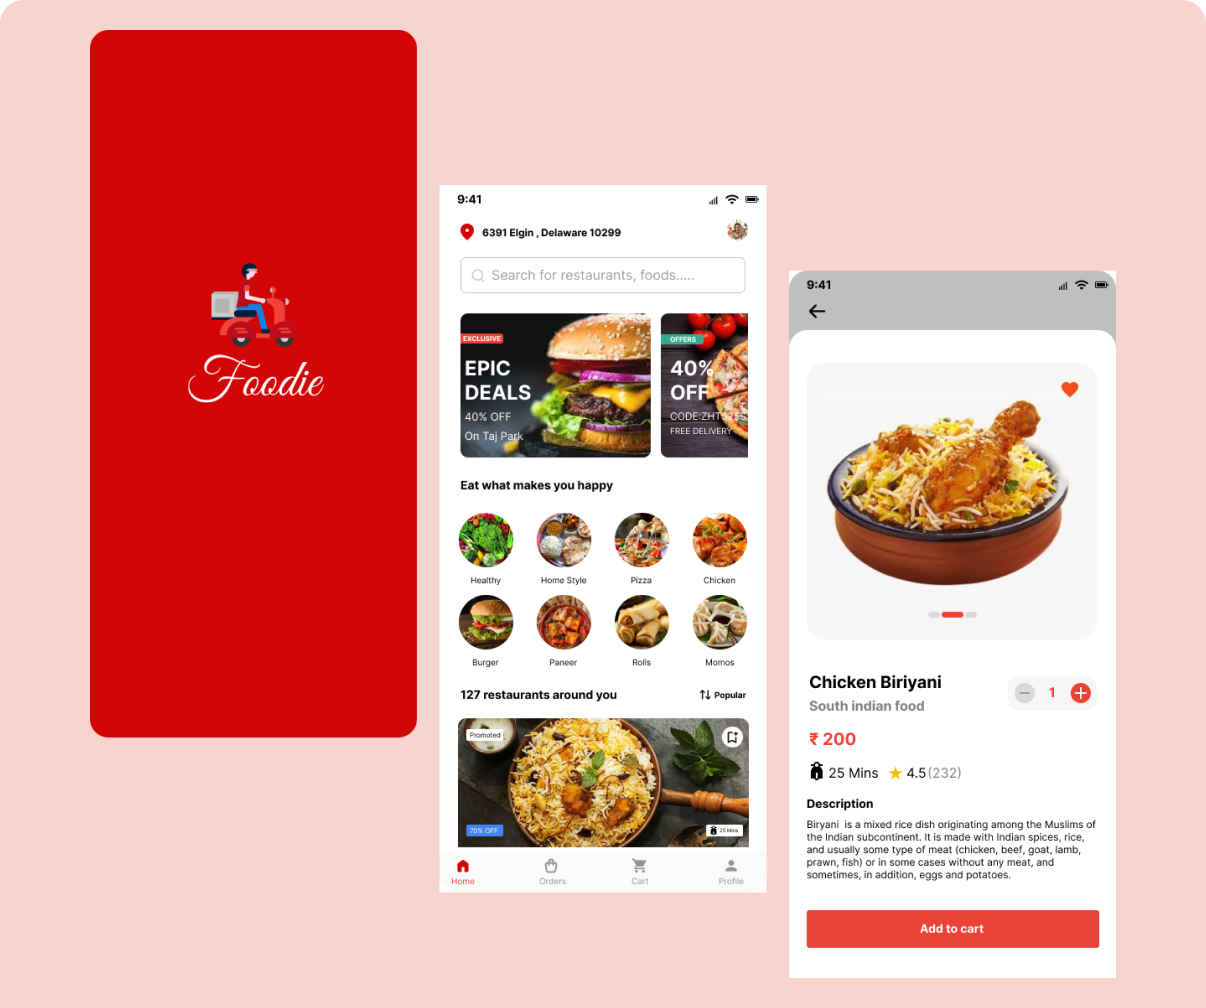 Foodie
9:41
6391 Elgin , Delaware 10299
Search for restaurants, foods.....
EXCLUSIVE
EPIC
DEALS
40% OFF
On Taj Park
OFFERS
40%
OFF
FREE DELIVERY
Eat what makes you happy
Healthy
Home Style
Pizza
Chicken
Burger
Paneer
Rolls
Momos
127 restaurants around you
Popular
Promoted
70% OFF
25 Mins
Home
Orders
Cart
Profile
9:41
Chicken Biriyani
South indian food
1
₹ 200
25 Mins
4.5(232)
Description
Biryani is a mixed rice dish originating among the Muslims of
the Indian subcontinent. It is made with Indian spices, rice,
and usually some type of meat (chicken, beef, goat, lamb,
prawn, fish) or in some cases without any meat, and
sometimes, in addition, eggs and potatoes.
Add to cart